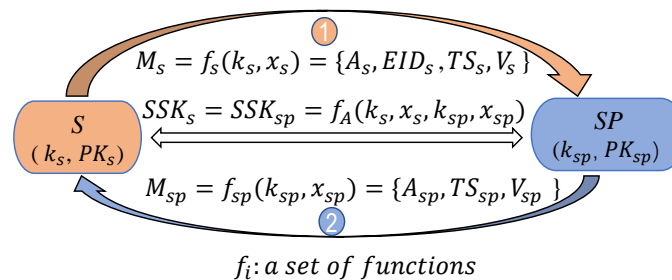 1
M_s = f_s(k_s, x_s) = {A_s, EID_s, TS_s, V_s}
S
(k_s, PK_s)
SSK_s = SSK_sp = f_A(k_s, x_s, k_sp, x_sp)
SP
(k_sp, PK_sp)
M_sp = f_sp(k_sp, x_sp) = {A_sp, TS_sp, V_sp}
2
f_i: a set of functions